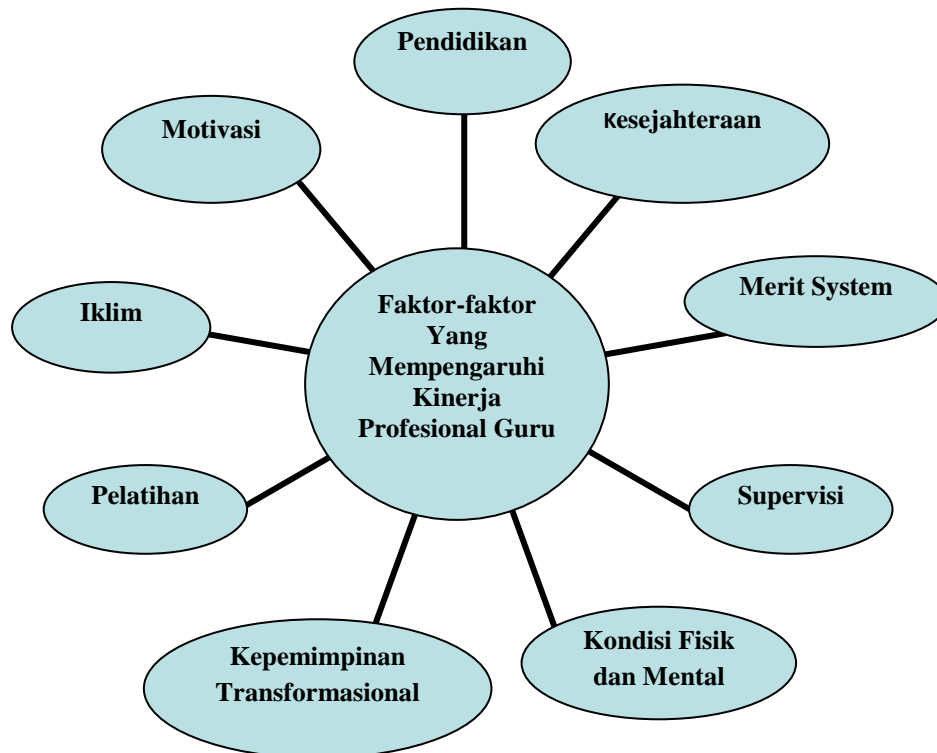 Pendidikan
Motivasi
Kesejahteraan
Iklim
Faktor-faktor
Yang
Mempengaruhi
Kinerja
Profesional Guru
Merit System
Pelatihan
Supervisi
Kepemimpinan
Transformasional
Kondisi Fisik
dan Mental